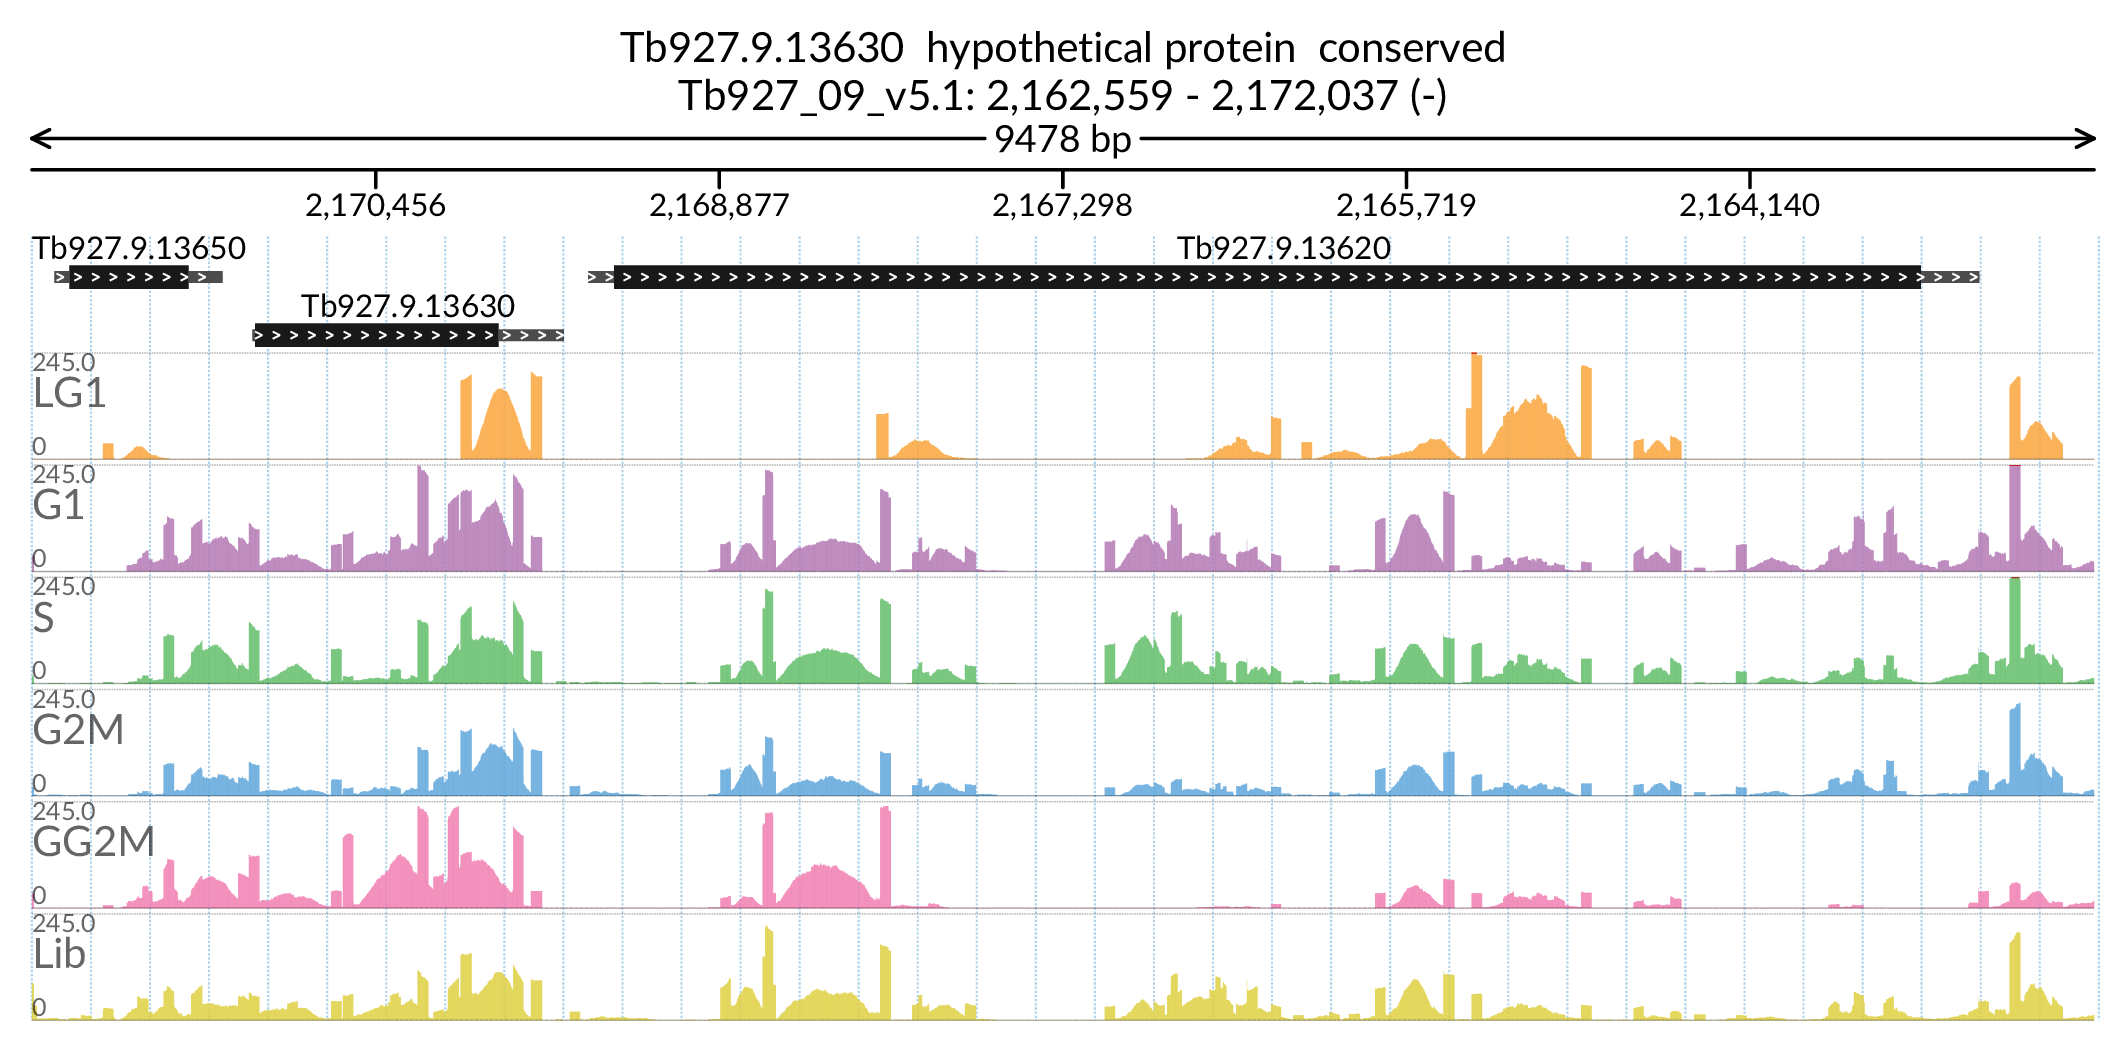 Tb927.9.13630  hypothetical protein  conserved
Tb927_09_v5.1: 2,162,559 - 2,172,037 (-)
9478 bp
2,170,456 2,168,877 2,167,298 2,165,719 2,164,140
Tb927.9.13650 Tb927.9.13620
Tb927.9.13630
245.0
LG1
0
245.0
G1
0
245.0
S
0
245.0
G2M
0
245.0
GG2M
0
245.0
Lib
0